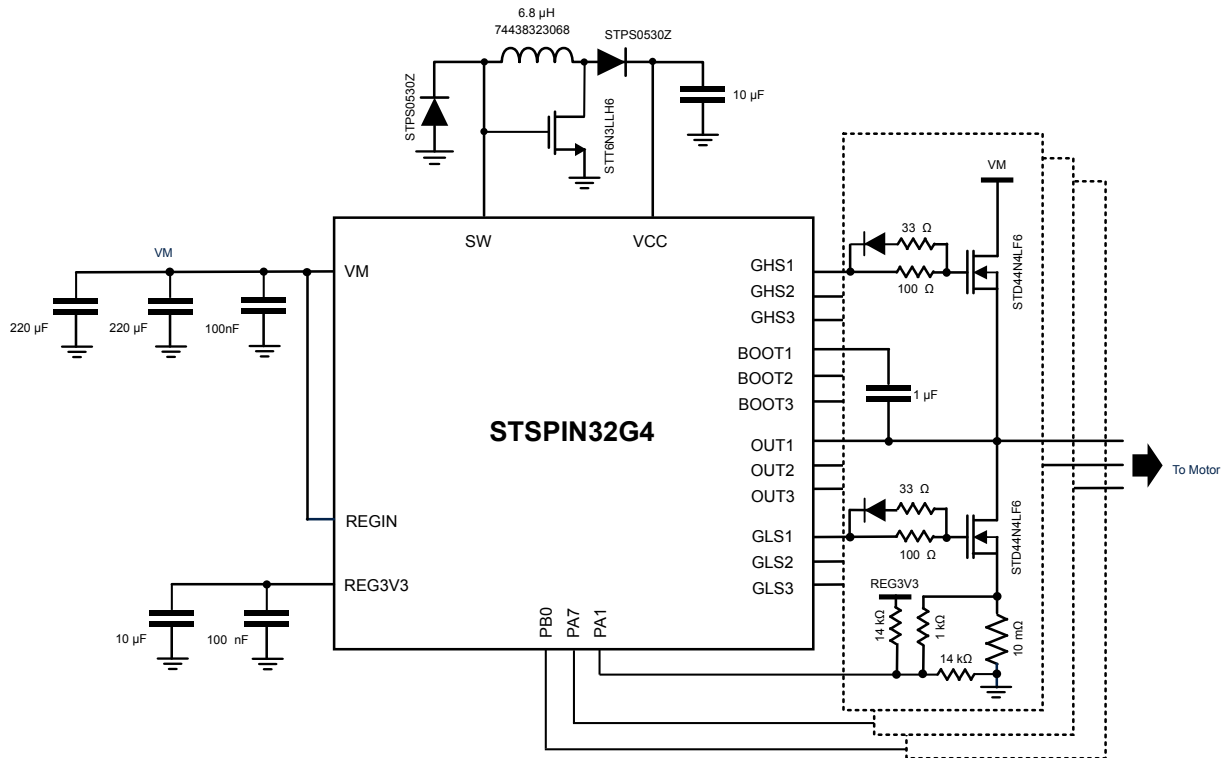 6.8 µH
74438323068
STPS0530Z
STPS0530Z
10 µF
STT6N3LLH6
VM
SW
VCC
33 Ω
VM
VM
GHS1
STD44N4LF6
GHS2
100 Ω
220 µF
220 µF
100nF
GHS3
BOOT1
BOOT2
1 µF
BOOT3
STSPIN32G4
OUT1
OUT2
To Motor
OUT3
33 Ω
REGIN
GLS1
STD44N4LF6
100 Ω
GLS2
REG3V3
GLS3
REG3V3
10 µF
100 nF
PB0
PA7
PA1
14 kΩ
1 kΩ
10 mΩ
14 kΩ